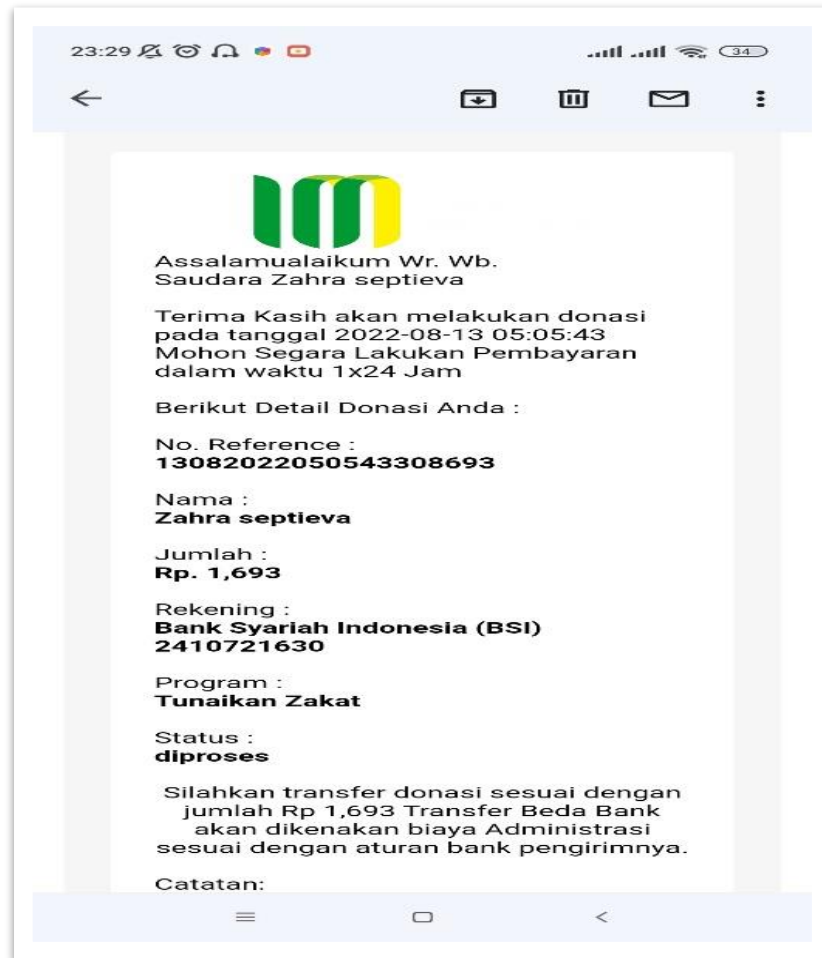 23:29
34
Assalamualaikum Wr. Wb.
Saudara Zahra septieva
Terima Kasih akan melakukan donasi
pada tanggal 2022-08-13 05:05:43
Mohon Segara Lakukan Pembayaran
dalam waktu 1x24 Jam
Berikut Detail Donasi Anda :
No. Reference :
13082022050543308693
Nama :
Zahra septieva
Jumlah :
Rp. 1,693
Rekening :
Bank Syariah Indonesia (BSI)
2410721630
Program :
Tunaikan Zakat
Status :
diproses
Silahkan transfer donasi sesuai dengan
jumlah Rp 1,693 Transfer Beda Bank
akan dikenakan biaya Administrasi
sesuai dengan aturan bank pengirimnya.
Catatan: